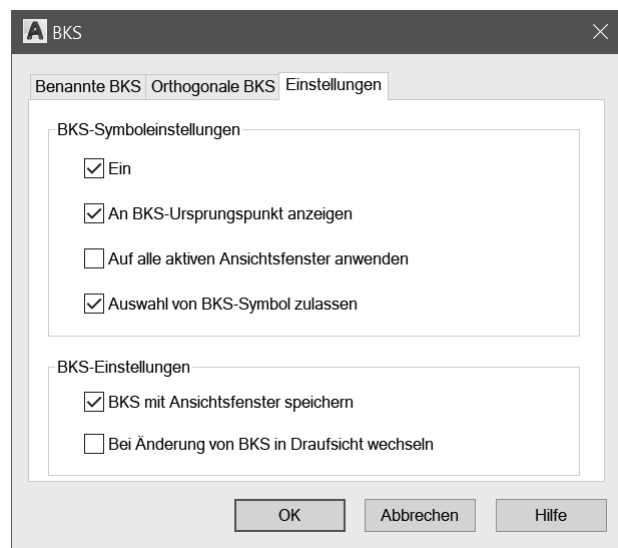 A BKS
Benannte BKS Orthogonale BKS Einstellungen
BKS-Symboleinstellungen
Ein
An BKS-Ursprungspunkt anzeigen
Auf alle aktiven Ansichtsfenster anwenden
Auswahl von BKS-Symbol zulassen
BKS-Einstellungen
BKS mit Ansichtsfenster speichern
Bei Änderung von BKS in Draufsicht wechseln
OK Abbrechen Hilfe